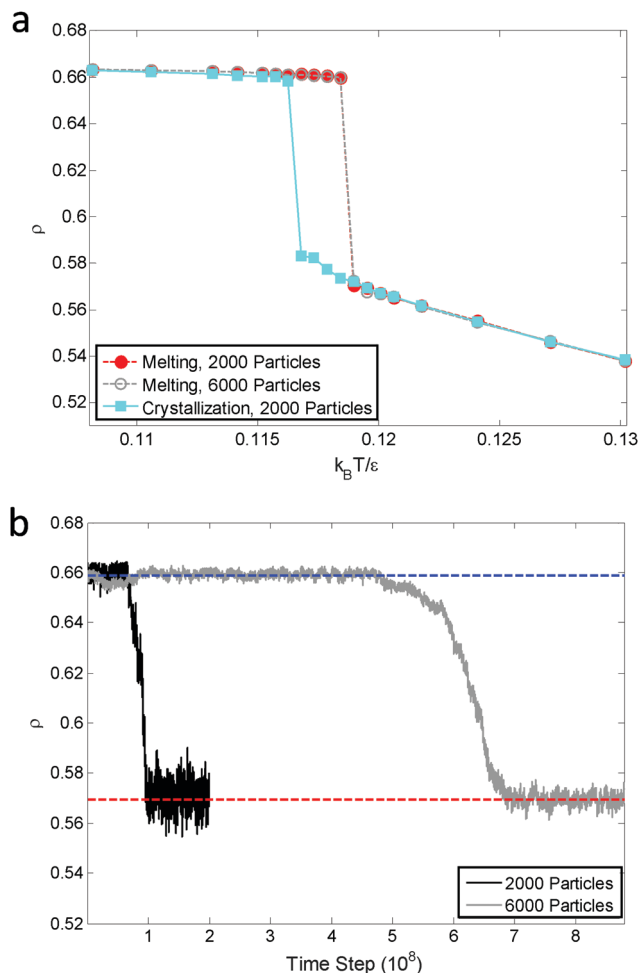 a
0.68
0.66
0.64
0.62
0.6
0.58
0.56
0.54
0.52
ρ
Melting, 2000 Particles
Melting, 6000 Particles
Crystallization, 2000 Particles
0.11
0.115
0.12
0.125
0.13
k_B T/ε
b
0.68
0.66
0.64
0.62
0.6
0.58
0.56
0.54
0.52
ρ
2000 Particles
6000 Particles
1
2
3
4
5
6
7
8
Time Step (10⁸)